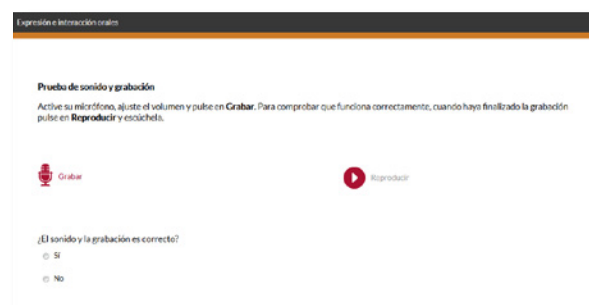 Expresión e interacción orales
Prueba de sonido y grabación
Active su micrófono, ajuste el volumen y pulse en Grabar. Para comprobar que funciona correctamente, cuando haya finalizado la grabación
pulse en Reproducir y escúchela.
Grabar
Reproducir
¿El sonido y la grabación es correcto?
Sí
No